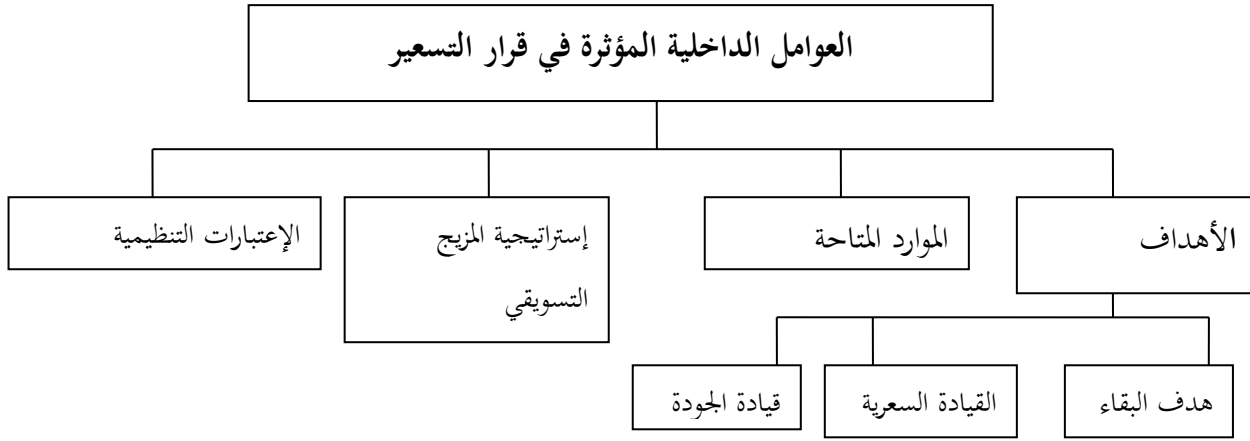 العوامل الداخلية المؤثرة في قرار التسعير
الأهداف
الموارد المتاحة
إستراتيجية المزيج
التسويقي
الإعتبارات التنظيمية
هدف البقاء
القيادة السعرية
قيادة الجودة